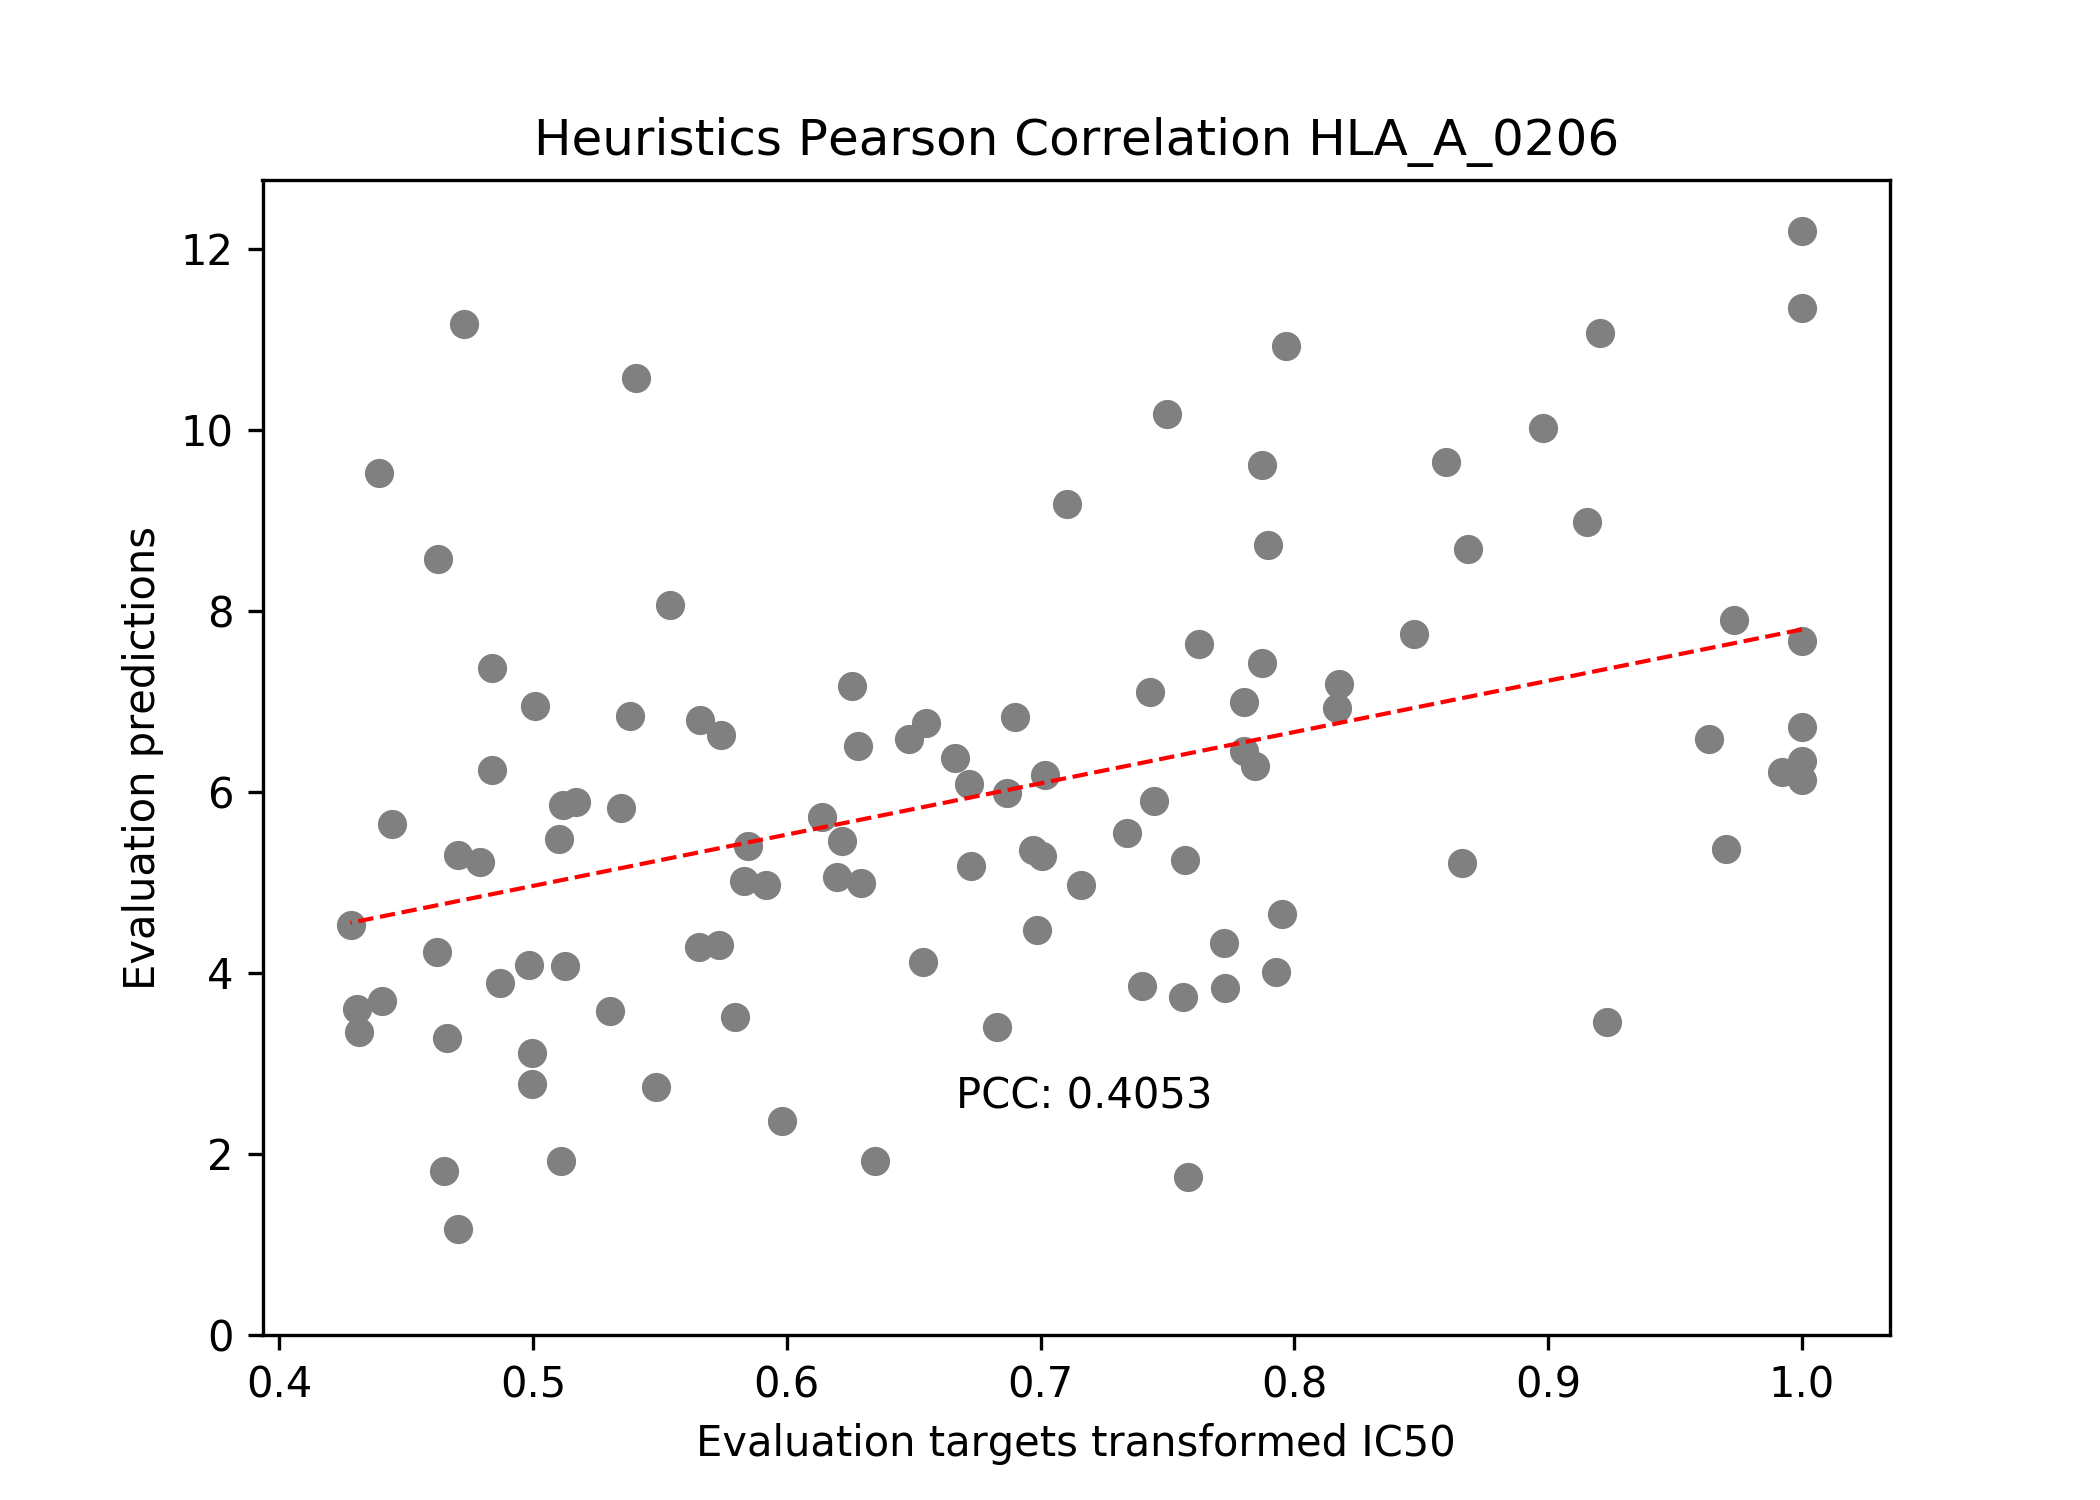 Heuristics Pearson Correlation HLA_A_0206
12
10
8
6
4
2
0
Evaluation predictions
PCC: 0.4053
0.4 0.5 0.6 0.7 0.8 0.9 1.0
Evaluation targets transformed IC50